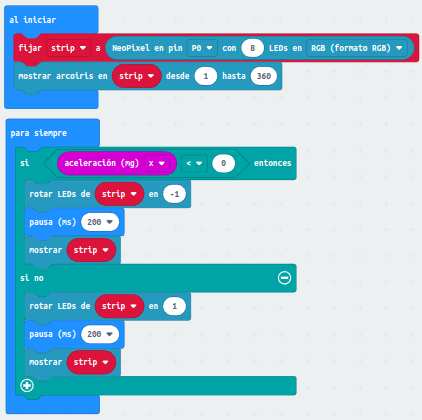 al iniciar
fijar strip a NeoPixel en pin P0 con 8 LEDs en RGB (formato RGB)
mostrar arcoiris en strip desde 1 hasta 360
para siempre
si aceleración (mg) x < 0 entonces
rotar LEDs de strip en -1
pausa (ms) 200
mostrar strip
si no
rotar LEDs de strip en 1
pausa (ms) 200
mostrar strip